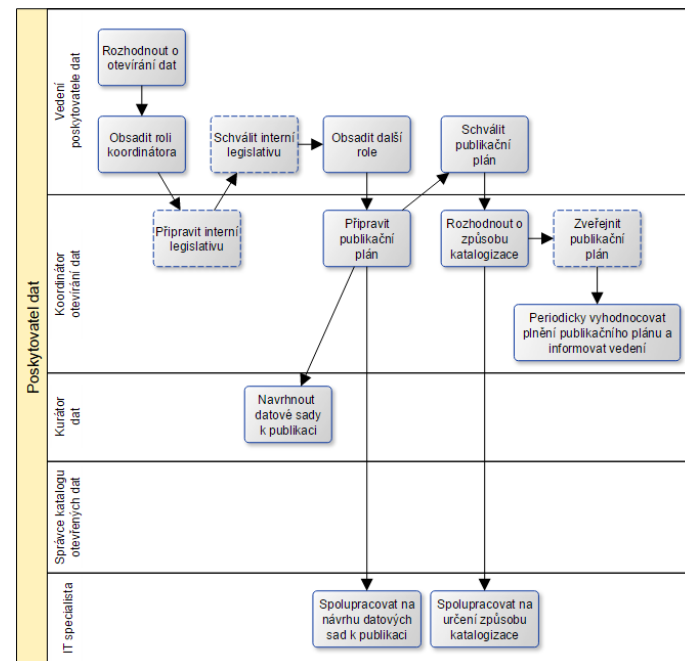 Poskytovatel dat
Vedení
poskytovatele dat
Rozhodnout o
otevírání dat
Obsadit roli
koordinátora
Schválit interní
legislativu
Obsadit další
role
Schválit
publikační
plán
Koordinátor
otevírání dat
Připravit interní
legislativu
Připravit
publikační
plán
Rozhodnout o
způsobu
katalogizace
Zveřejnit
publikační
plán
Periodicky vyhodnocovat
plnění publikačního plánu a
informovat vedení
Kurátor
dat
Navrhnout
datové sady
k publikaci
Správce katalogu
otevřených dat
IT specialista
Spolupracovat na
návrhu datových
sad k publikaci
Spolupracovat na
určení způsobu
katalogizace